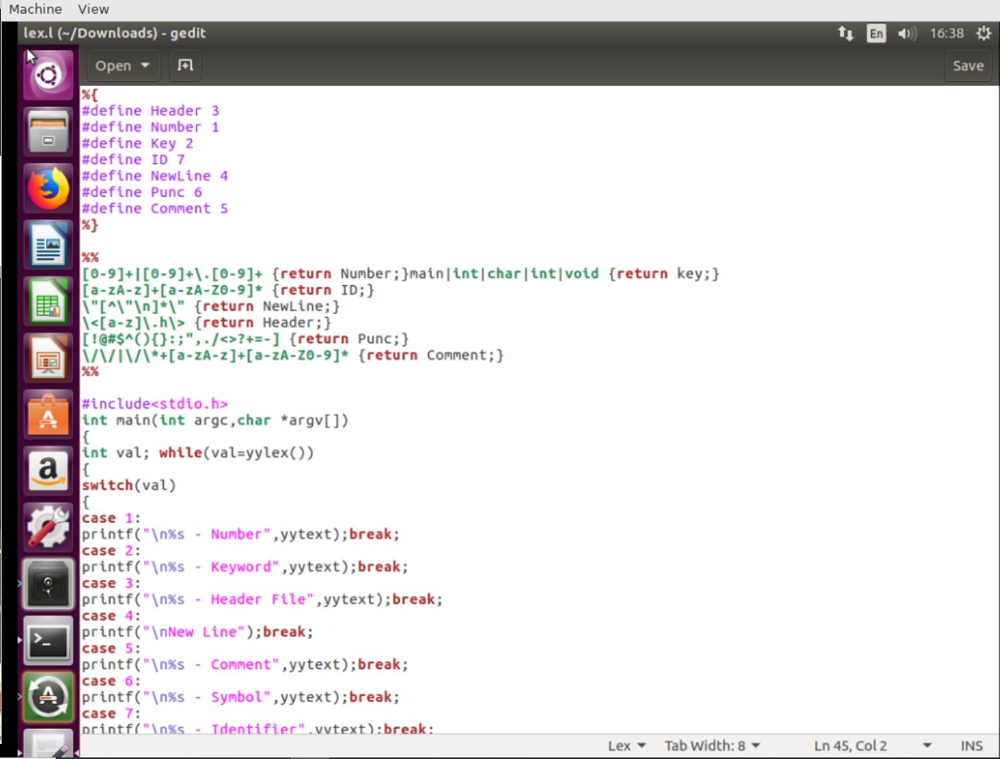 Machine View
lex.l (~/Downloads) - gedit
En
16:38
Open
Save
%{
#define Header 3
#define Number 1
#define Key 2
#define ID 7
#define NewLine 4
#define Punc 6
#define Comment 5
%}
%%
[0-9]+|[0-9]+\.[0-9]+ {return Number;}main|int|char|int|void {return key;}
[a-zA-z]+[a-zA-Z0-9]* {return ID;}
\"[^\"\n]*\" {return NewLine;}
\<[a-z]\.h\> {return Header;}
[!@#$^(){}:;",./<>?+=-] {return Punc;}
\/\/|\/\*+[a-zA-z]+[a-zA-Z0-9]* {return Comment;}
%%
#include<stdio.h>
int main(int argc,char *argv[])
{
int val; while(val=yylex())
{
switch(val)
{
case 1:
printf("\n%s - Number",yytext);break;
case 2:
printf("\n%s - Keyword",yytext);break;
case 3:
printf("\n%s - Header File",yytext);break;
case 4:
printf("\nNew Line");break;
case 5:
printf("\n%s - Comment",yytext);break;
case 6:
printf("\n%s - Symbol",yytext);break;
case 7:
printf("\n%s - Identifier",yytext);break;
Lex Tab Width: 8 Ln 45, Col 2 INS